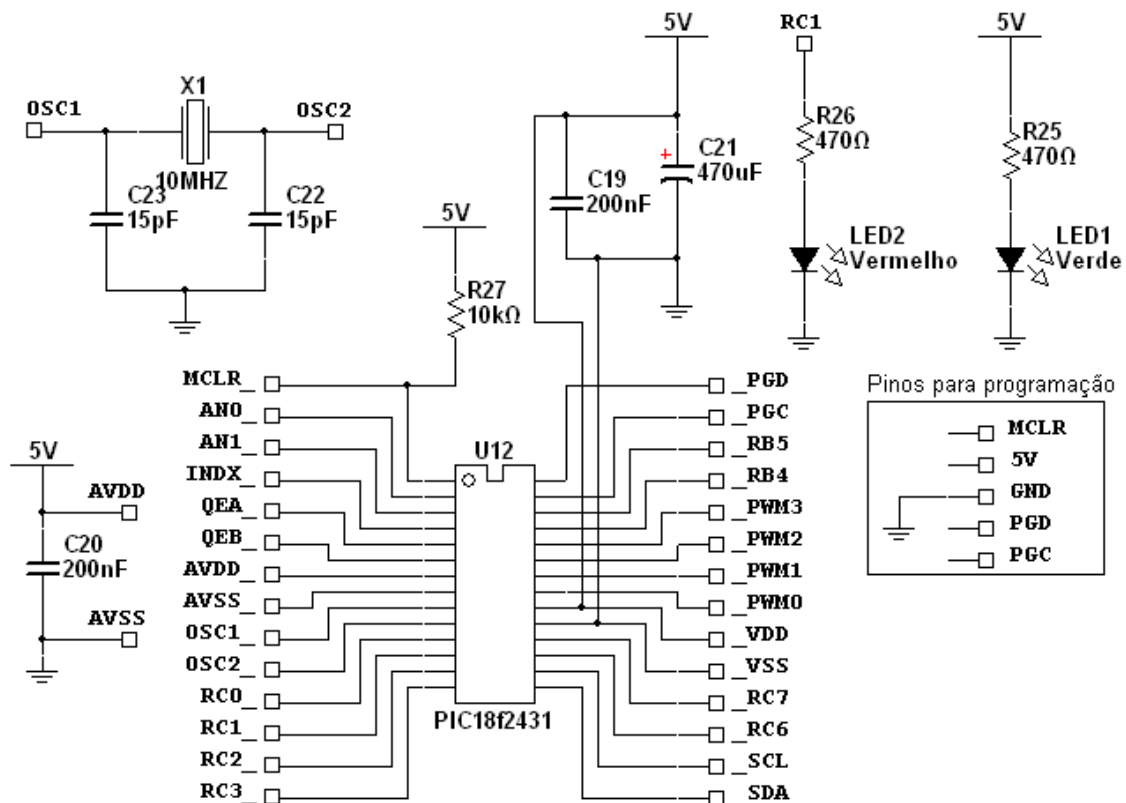 X1
OSC1
OSC2
10MHZ
C23
15pF
C22
15pF
5V
R27
10kΩ
5V
C19
200nF
+
C21
470uF
RC1
R26
470Ω
LED2
Vermelho
5V
R25
470Ω
LED1
Verde
5V
AVDD
C20
200nF
AVSS
MCLR_
AN0_
AN1_
INDX_
QEA_
QEB_
AVDD_
AVSS_
OSC1_
OSC2_
RC0_
RC1_
RC2_
RC3_
U12
PIC18f2431
_PGD
_PGC
_RB5
_RB4
_PWM3
_PWM2
_PWM1
_PWM0
_VDD
_VSS
_RC7
_RC6
_SCL
_SDA
Pinos para programação
MCLR
5V
GND
PGD
PGC